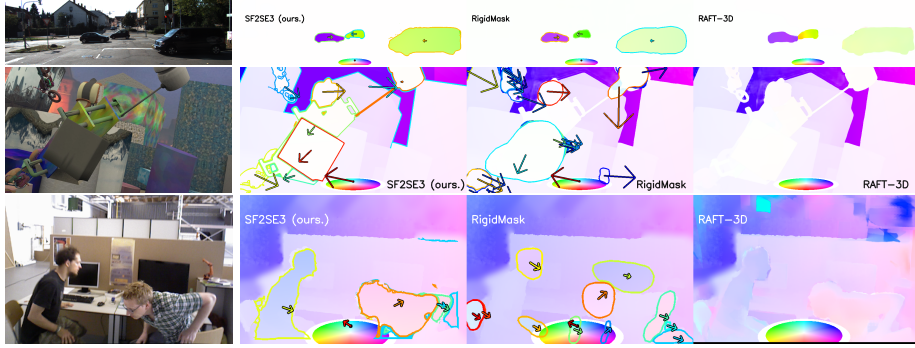 SF2SE3 (ours.)
RigidMask
RAFT-3D
SF2SE3 (ours.)
RigidMask
RAFT-3D
SF2SE3 (ours.)
RigidMask
RAFT-3D